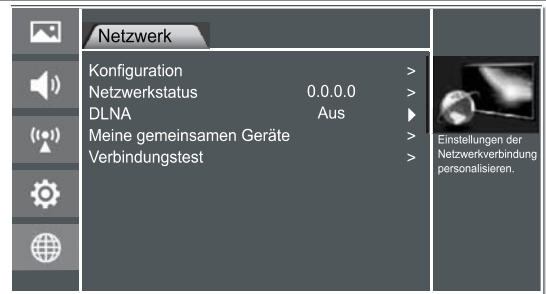 Netzwerk
Konfiguration >
Netzwerkstatus 0.0.0.0 >
DLNA Aus
Meine gemeinsamen Geräte >
Verbindungstest >
Einstellungen der
Netzwerkverbindung
personalisieren.